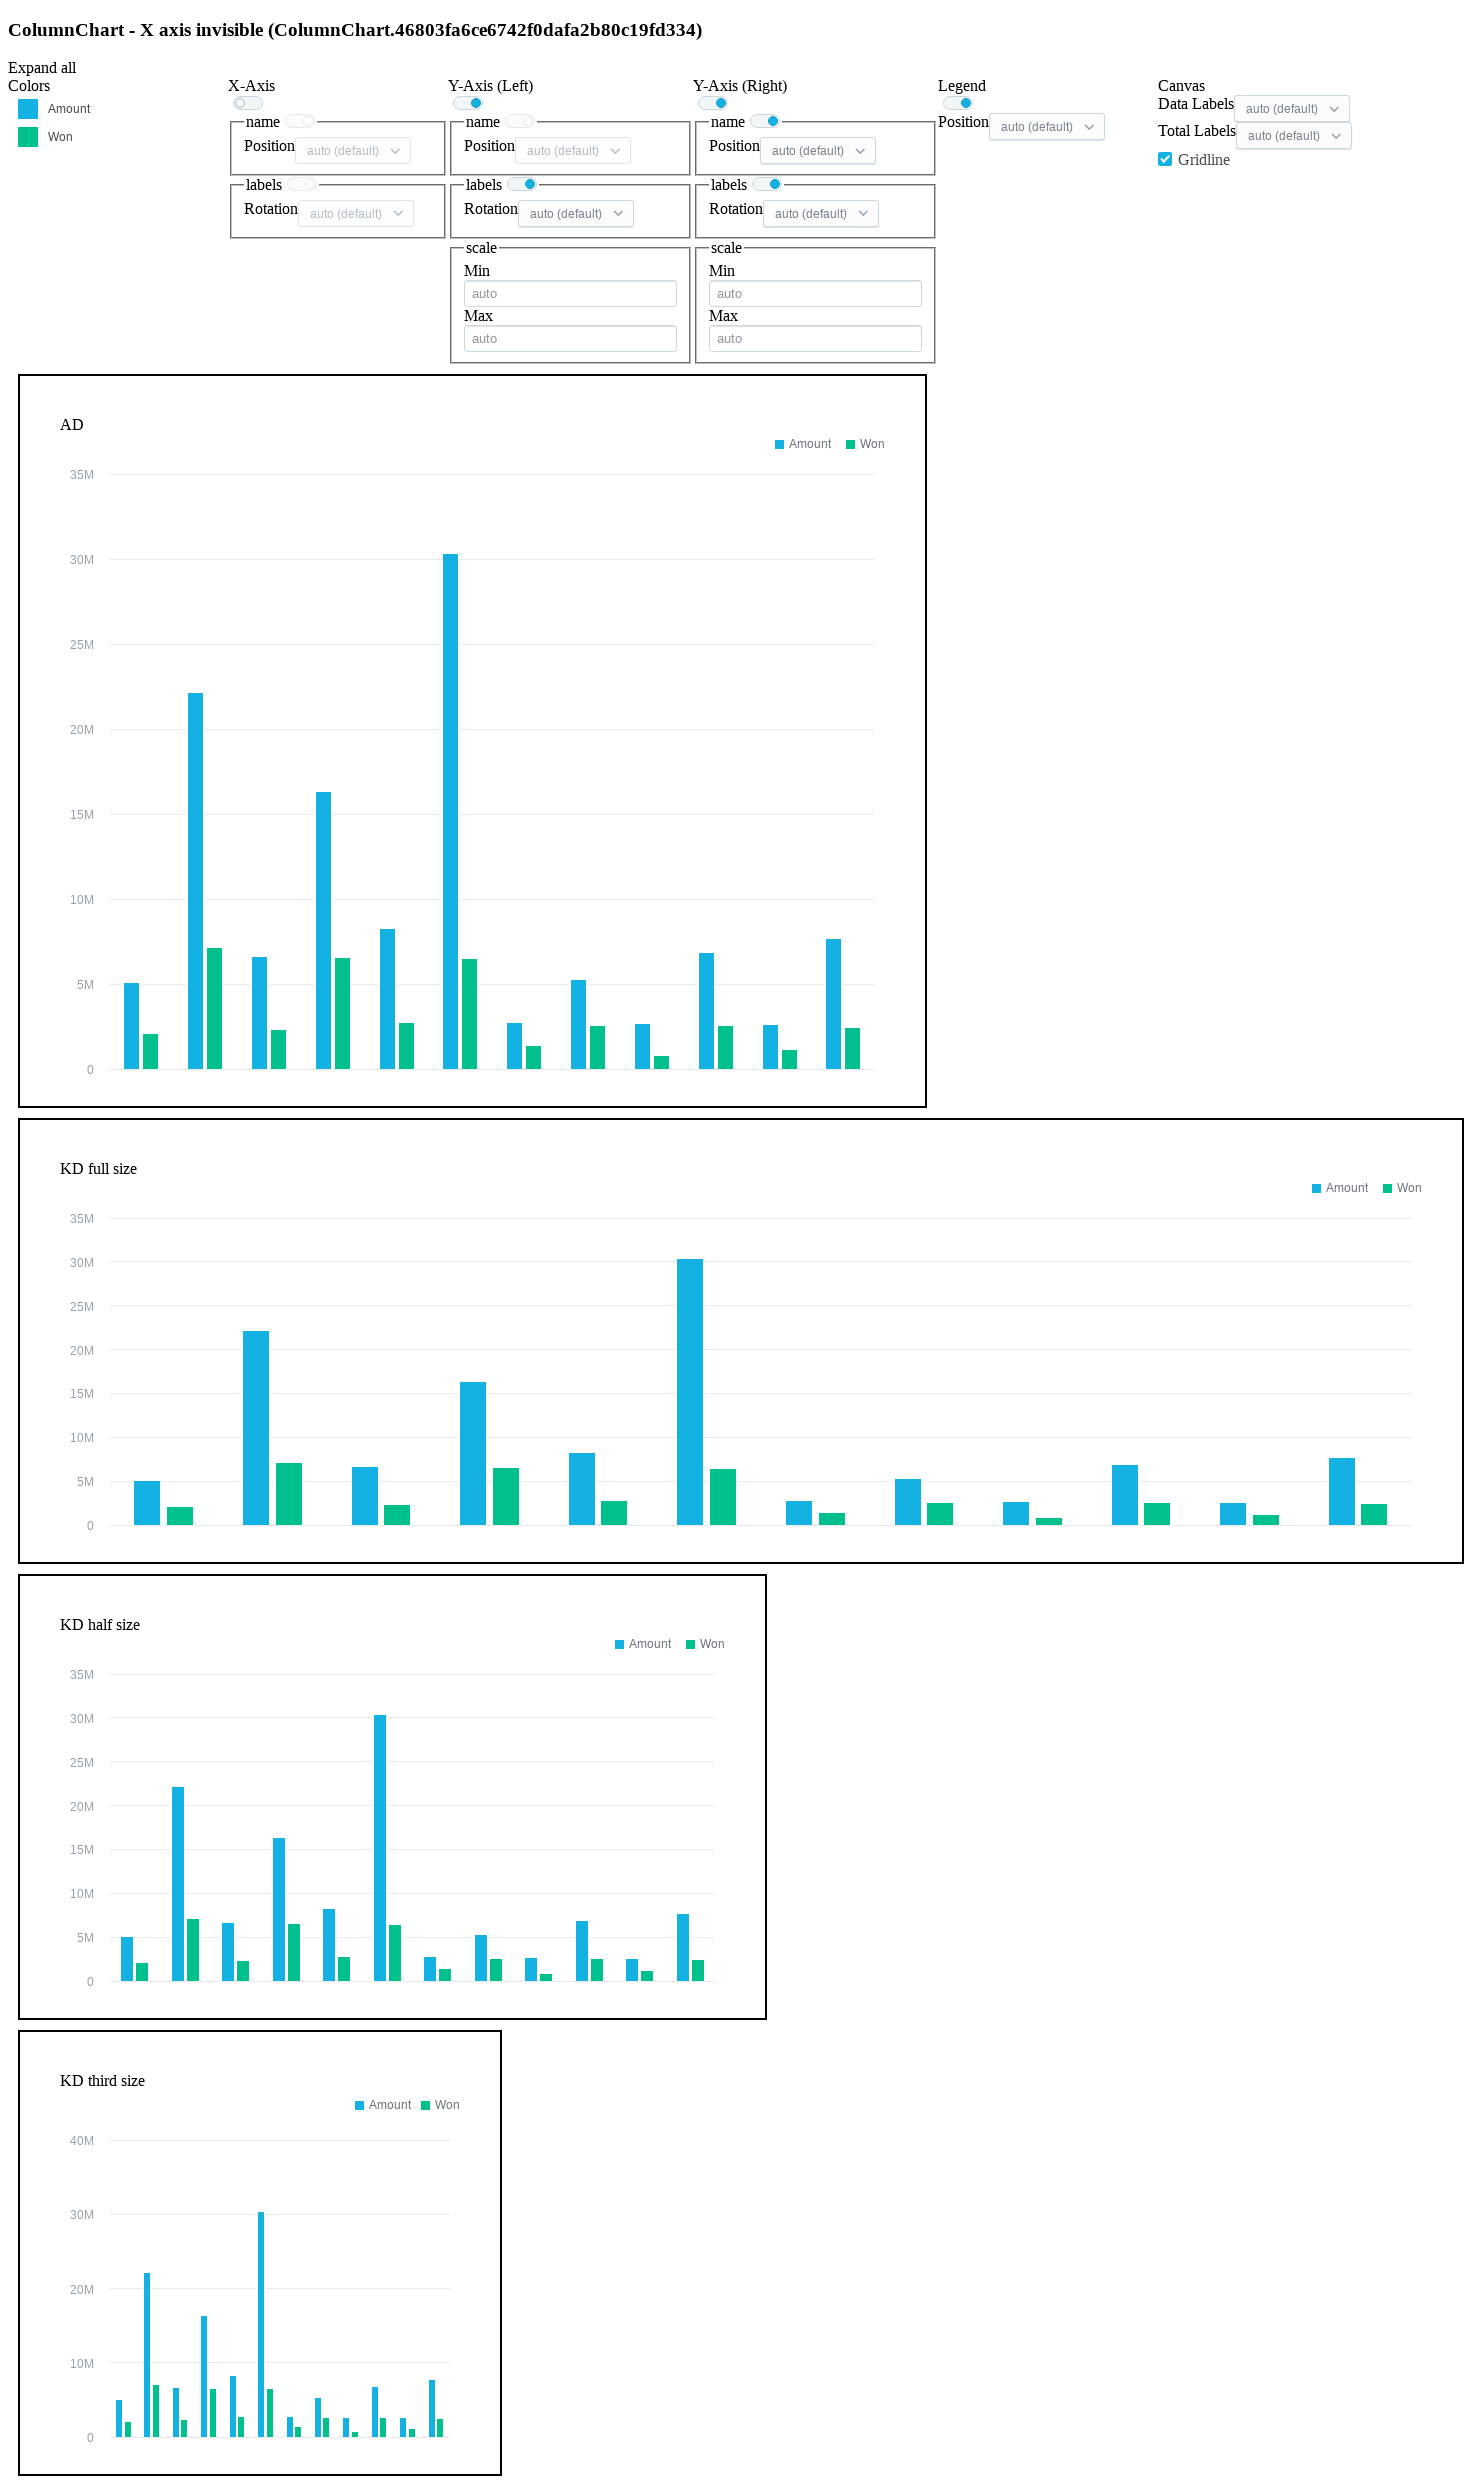 ColumnChart - X axis invisible (ColumnChart.46803fa6ce6742f0dafa2b80c19fd334)
Expand all
Colors
Amount
Won
X-Axis
name
Position auto (default)
labels
Rotation auto (default)
Y-Axis (Left)
name
Position auto (default)
labels
Rotation auto (default)
scale
Min
auto
Max
auto
Y-Axis (Right)
name
Position auto (default)
labels
Rotation auto (default)
scale
Min
auto
Max
auto
Legend
Position auto (default)
Canvas
Data Labels auto (default)
Total Labels auto (default)
Gridline
AD
Amount Won
35M
30M
25M
20M
15M
10M
5M
0
KD full size
Amount Won
35M
30M
25M
20M
15M
10M
5M
0
KD half size
Amount Won
35M
30M
25M
20M
15M
10M
5M
0
KD third size
Amount Won
40M
30M
20M
10M
0